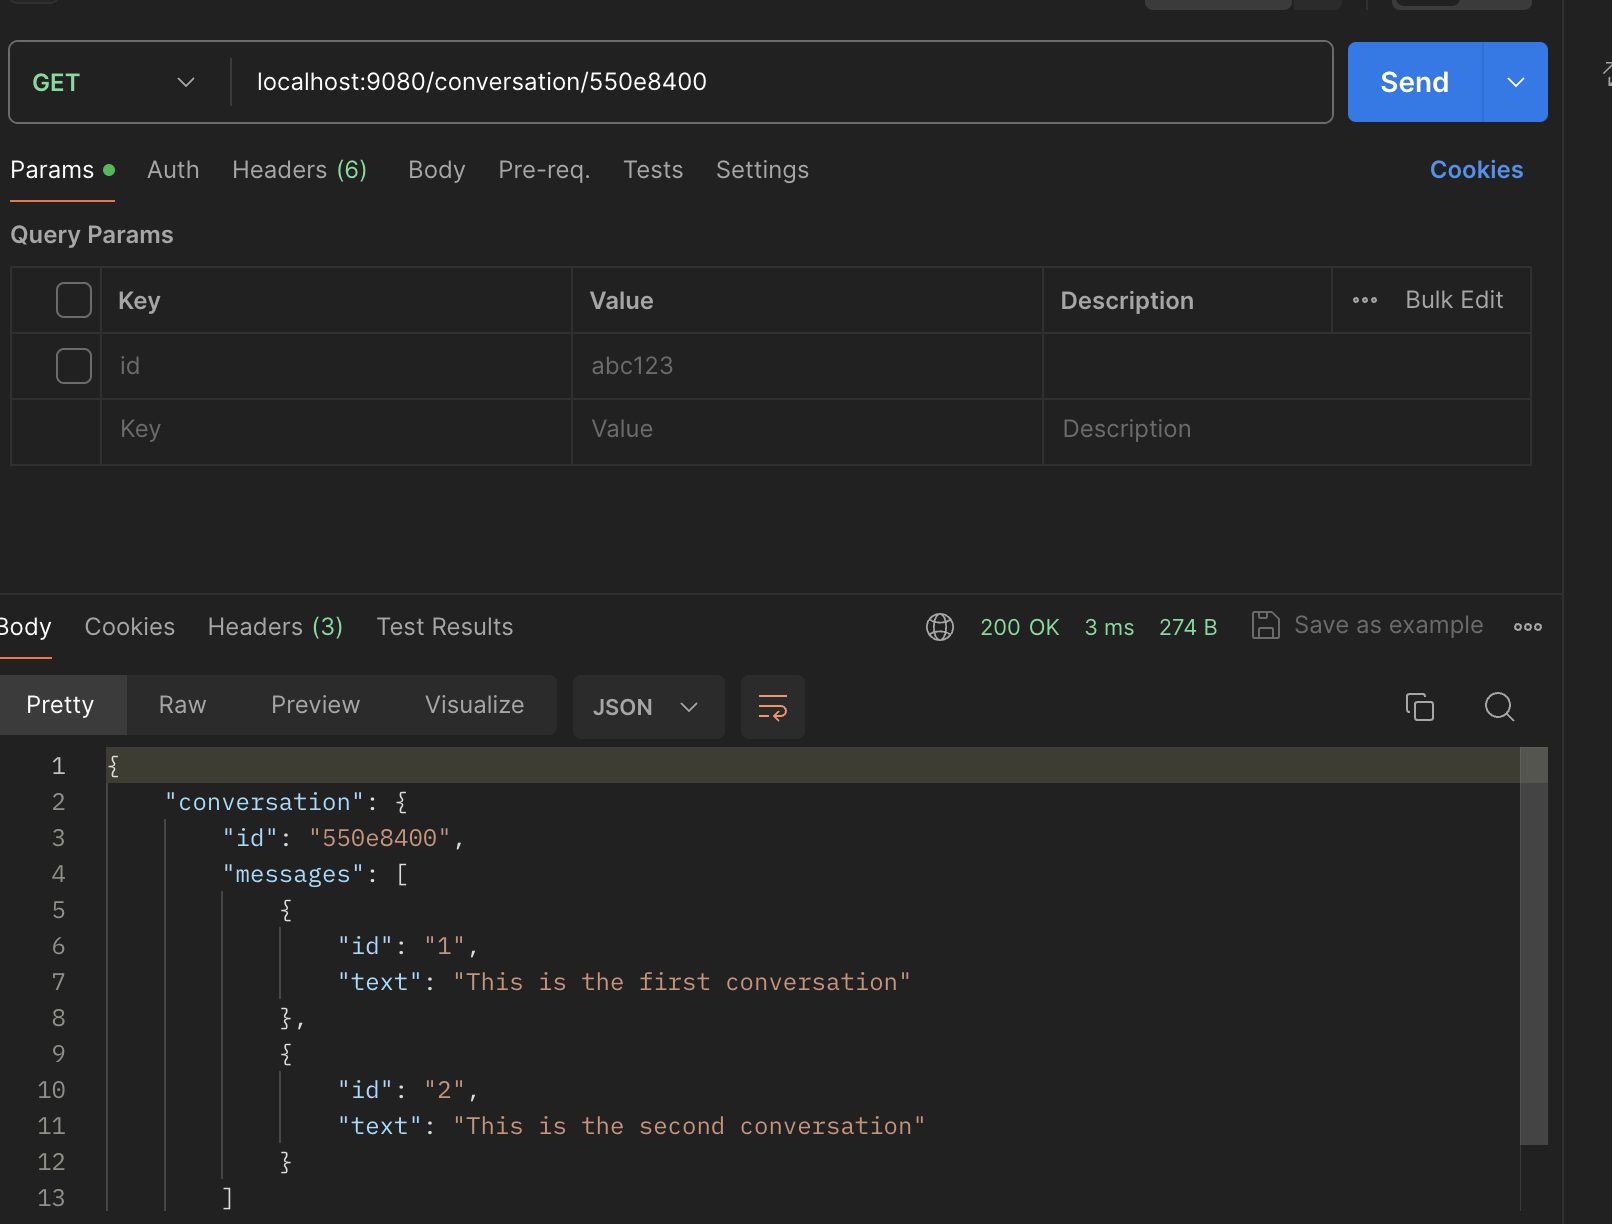 GET localhost:9080/conversation/550e8400 Send
Params Auth Headers (6) Body Pre-req. Tests Settings Cookies
Query Params
Key Value Description Bulk Edit
id abc123
Key Value Description
Body Cookies Headers (3) Test Results 200 OK 3 ms 274 B Save as example
Pretty Raw Preview Visualize JSON
1 {
2 "conversation": {
3 "id": "550e8400",
4 "messages": [
5 {
6 "id": "1",
7 "text": "This is the first conversation"
8 },
9 {
10 "id": "2",
11 "text": "This is the second conversation"
12 }
13 ]